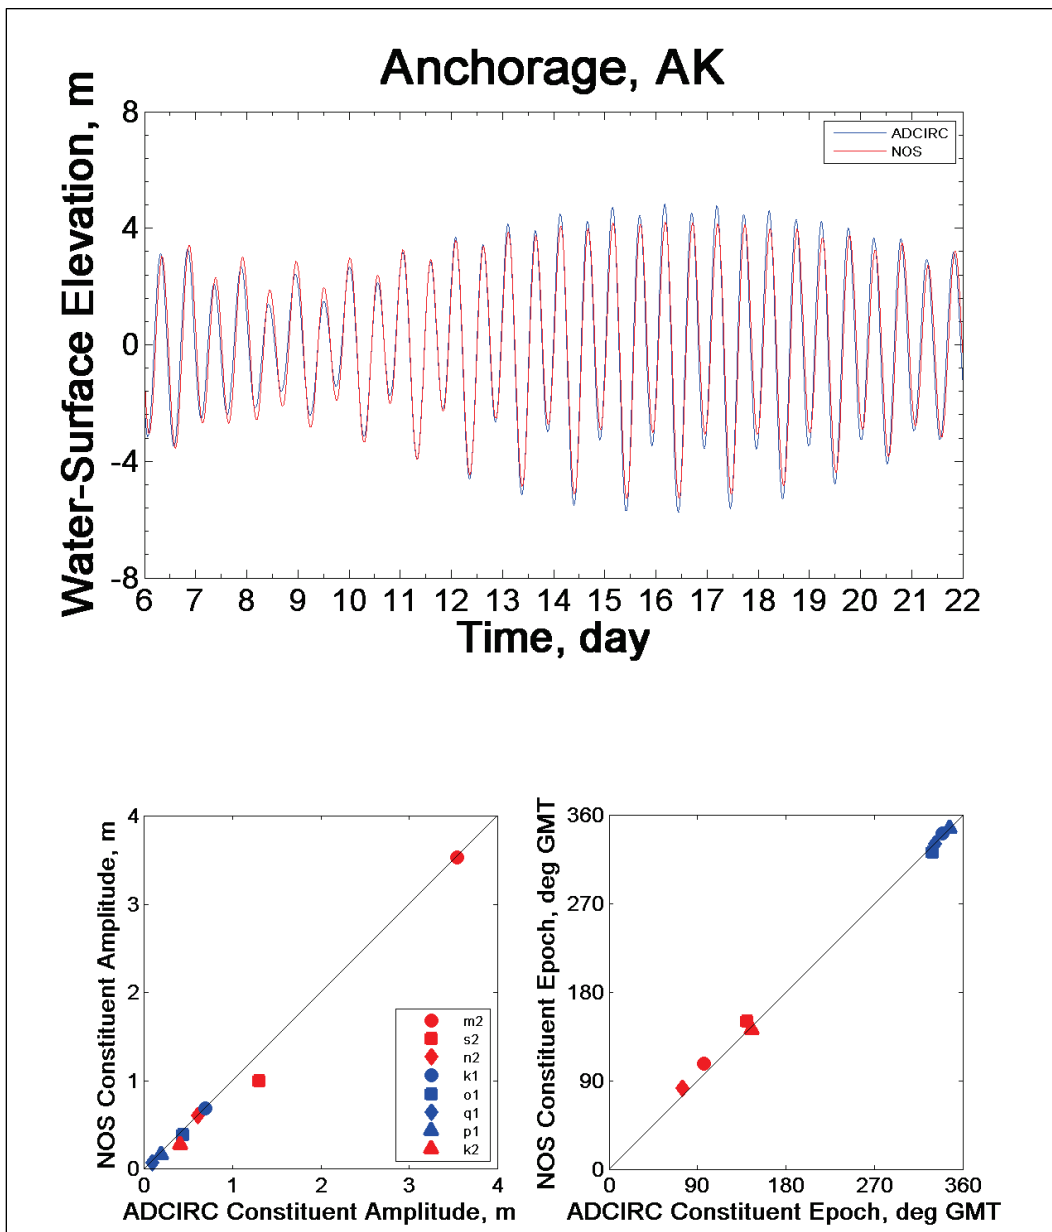 Anchorage, AK
Water-Surface Elevation, m
8
4
0
-4
-8
ADCIRC
NOS
6 7 8 9 10 11 12 13 14 15 16 17 18 19 20 21 22
Time, day
NOS Constituent Amplitude, m
4
3
2
1
0
m2
s2
n2
k1
o1
q1
p1
k2
0 1 2 3 4
ADCIRC Constituent Amplitude, m
NOS Constituent Epoch, deg GMT
360
270
180
90
0
0 90 180 270 360
ADCIRC Constituent Epoch, deg GMT